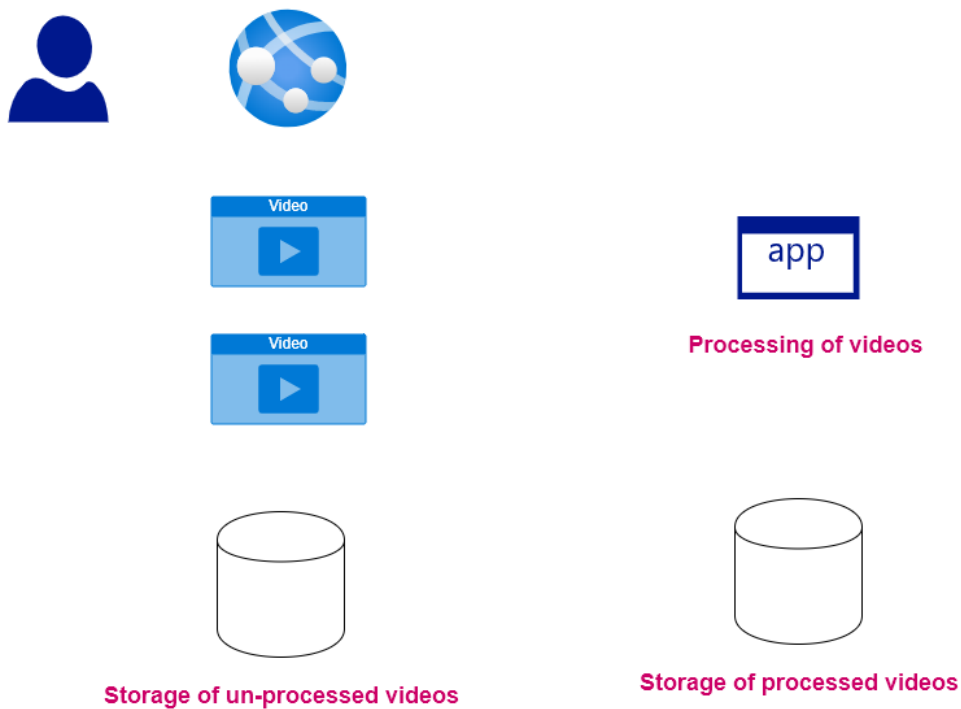 Video
app
Processing of videos
Video
Storage of un-processed videos
Storage of processed videos